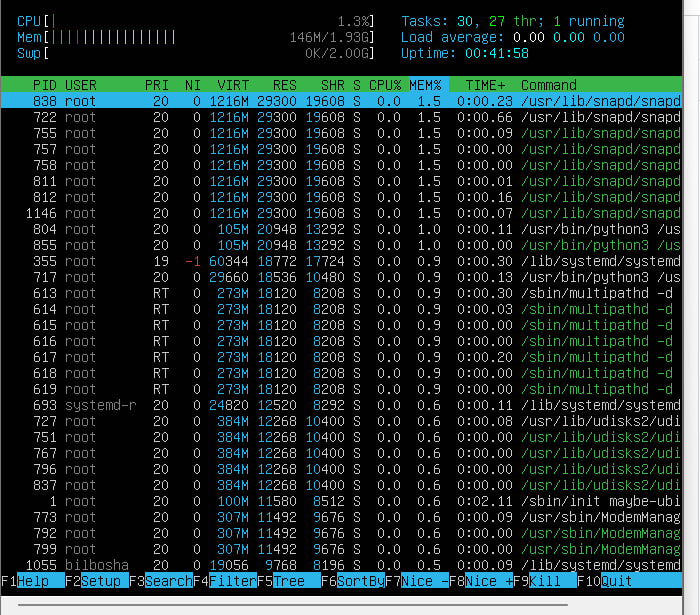 CPU[| 1.3%] Tasks: 30, 27 thr; 1 running
Mem[|||||||||||||||| 146M/1.93G] Load average: 0.00 0.00 0.00
Swp[ 0K/2.00G] Uptime: 00:41:58
PID USER PRI NI VIRT RES SHR S CPU% MEM% TIME+ Command
838 root 20 0 1216M 29300 19608 S 0.0 1.5 0:00.23 /usr/lib/snapd/snapd
722 root 20 0 1216M 29300 19608 S 0.0 1.5 0:00.66 /usr/lib/snapd/snapd
755 root 20 0 1216M 29300 19608 S 0.0 1.5 0:00.09 /usr/lib/snapd/snapd
757 root 20 0 1216M 29300 19608 S 0.0 1.5 0:00.00 /usr/lib/snapd/snapd
758 root 20 0 1216M 29300 19608 S 0.0 1.5 0:00.00 /usr/lib/snapd/snapd
811 root 20 0 1216M 29300 19608 S 0.0 1.5 0:00.01 /usr/lib/snapd/snapd
812 root 20 0 1216M 29300 19608 S 0.0 1.5 0:00.16 /usr/lib/snapd/snapd
1146 root 20 0 1216M 29300 19608 S 0.0 1.5 0:00.07 /usr/lib/snapd/snapd
804 root 20 0 105M 20948 13292 S 0.0 1.0 0:00.11 /usr/bin/python3 /us
855 root 20 0 105M 20948 13292 S 0.0 1.0 0:00.00 /usr/bin/python3 /us
355 root 19 -1 60344 18772 17724 S 0.0 0.9 0:00.30 /lib/systemd/systemd
717 root 20 0 29660 18536 10480 S 0.0 0.9 0:00.13 /usr/bin/python3 /us
613 root RT 0 273M 18120 8208 S 0.0 0.9 0:00.30 /sbin/multipathd -d
614 root RT 0 273M 18120 8208 S 0.0 0.9 0:00.03 /sbin/multipathd -d
615 root RT 0 273M 18120 8208 S 0.0 0.9 0:00.00 /sbin/multipathd -d
616 root RT 0 273M 18120 8208 S 0.0 0.9 0:00.00 /sbin/multipathd -d
617 root RT 0 273M 18120 8208 S 0.0 0.9 0:00.20 /sbin/multipathd -d
618 root RT 0 273M 18120 8208 S 0.0 0.9 0:00.00 /sbin/multipathd -d
619 root RT 0 273M 18120 8208 S 0.0 0.9 0:00.00 /sbin/multipathd -d
693 systemd-r 20 0 24820 12520 8292 S 0.0 0.6 0:00.11 /lib/systemd/systemd
727 root 20 0 384M 12268 10400 S 0.0 0.6 0:00.08 /usr/lib/udisks2/udi
751 root 20 0 384M 12268 10400 S 0.0 0.6 0:00.00 /usr/lib/udisks2/udi
767 root 20 0 384M 12268 10400 S 0.0 0.6 0:00.00 /usr/lib/udisks2/udi
796 root 20 0 384M 12268 10400 S 0.0 0.6 0:00.00 /usr/lib/udisks2/udi
837 root 20 0 384M 12268 10400 S 0.0 0.6 0:00.00 /usr/lib/udisks2/udi
1 root 20 0 100M 11580 8512 S 0.0 0.6 0:02.11 /sbin/init maybe-ubi
773 root 20 0 307M 11492 9676 S 0.0 0.6 0:00.09 /usr/sbin/ModemManag
792 root 20 0 307M 11492 9676 S 0.0 0.6 0:00.00 /usr/sbin/ModemManag
799 root 20 0 307M 11492 9676 S 0.0 0.6 0:00.00 /usr/sbin/ModemManag
1055 bilbosha 20 0 19056 9768 8196 S 0.0 0.5 0:00.09 /lib/systemd/systemd
F1Help F2Setup F3SearchF4FilterF5Tree F6SortByF7Nice -F8Nice +F9Kill F10Quit